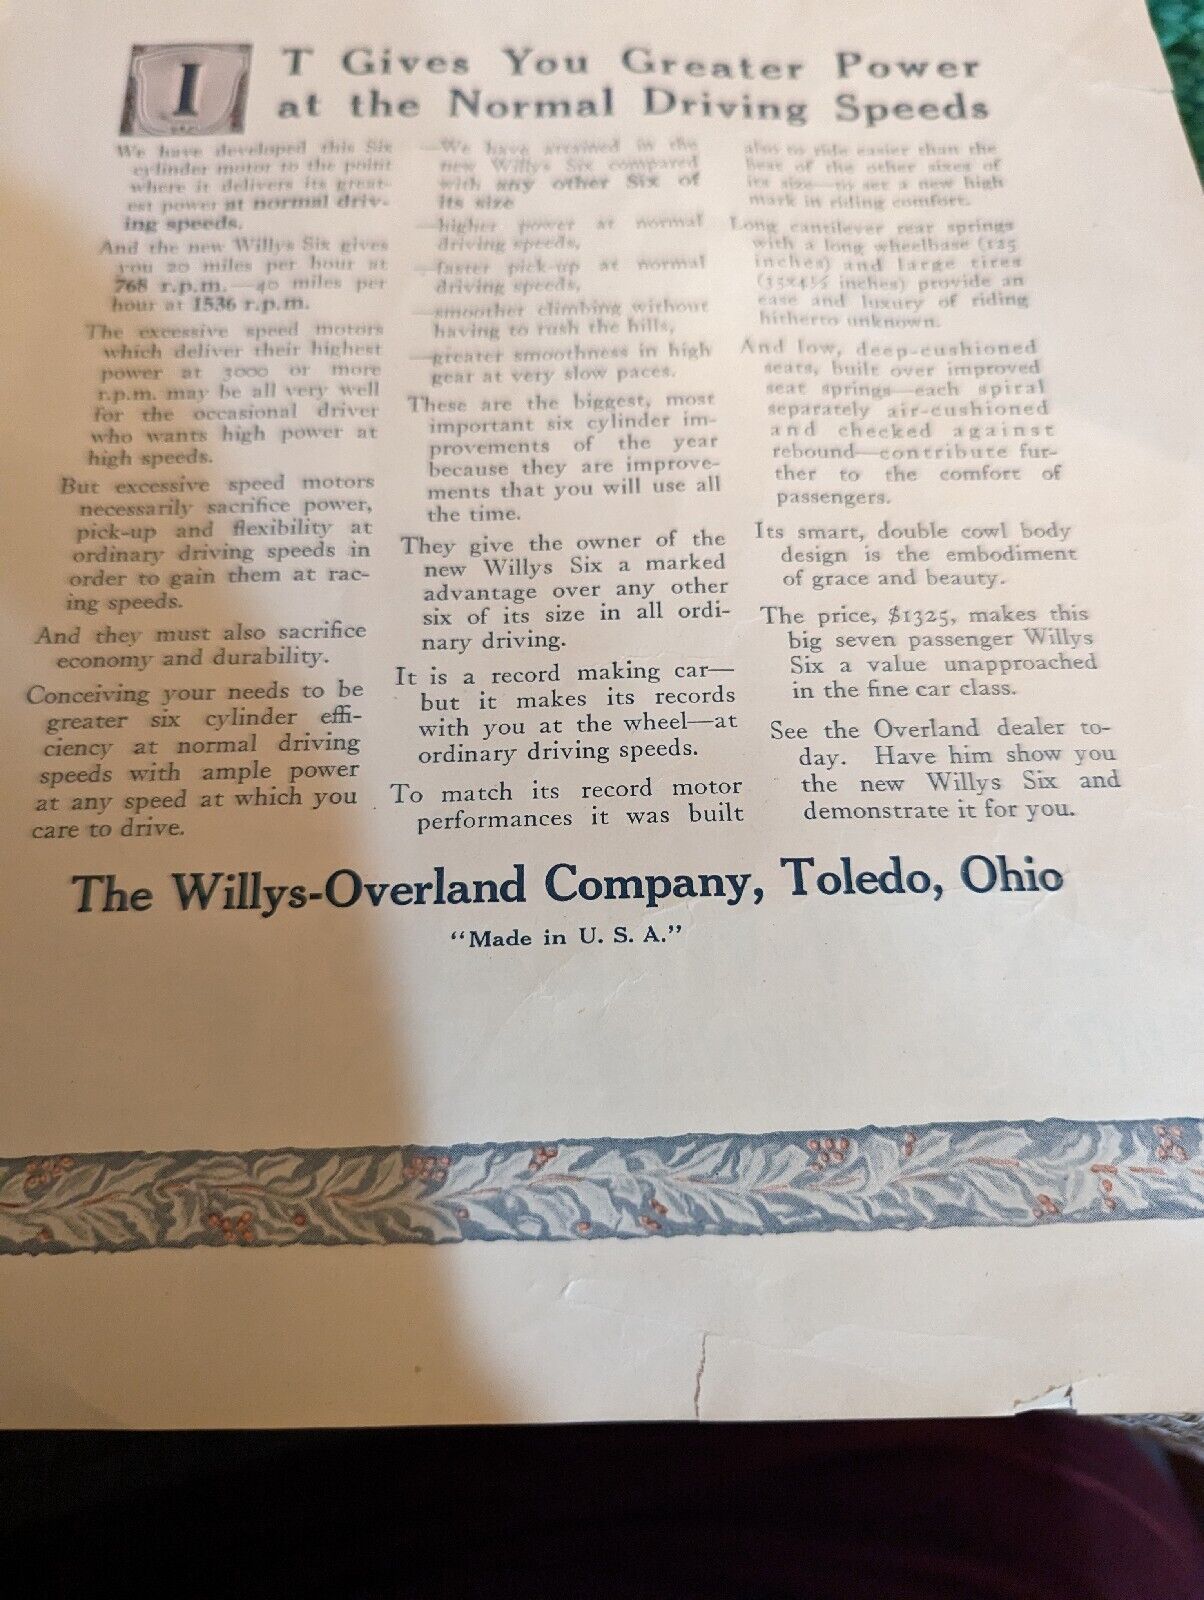 IT Gives You Greater Power
at the Normal Driving Speeds
We have developed this Six
cylinder motor to the point
where it delivers its great-
est power at normal driv-
ing speeds.
And the new Willys Six gives
you 20 miles per hour at
768 r.p.m.—40 miles per
hour at 1536 r.p.m.
The excessive speed motors
which deliver their highest
power at 3000 or more
r.p.m. may be all very well
for the occasional driver
who wants high power at
high speeds.
But excessive speed motors
necessarily sacrifice power,
pick-up and flexibility at
ordinary driving speeds in
order to gain them at rac-
ing speeds.
And they must also sacrifice
economy and durability.
Conceiving your needs to be
greater six cylinder effi-
ciency at normal driving
speeds with ample power
at any speed at which you
care to drive.
—We have attained in the
new Willys Six compared
with any other Six of
its size
—higher power at normal
driving speeds,
—faster pick-up at normal
driving speeds,
—smoother climbing without
having to rush the hills,
—greater smoothness in high
gear at very slow paces.
These are the biggest, most
important six cylinder im-
provements of the year
because they are improve-
ments that you will use all
the time.
They give the owner of the
new Willys Six a marked
advantage over any other
six of its size in all ordi-
nary driving.
It is a record making car—
but it makes its records
with you at the wheel—at
ordinary driving speeds.
To match its record motor
performances it was built
also to ride easier than the
best of the other sixes of
its size—to set a new high
mark in riding comfort.
Long cantilever rear springs
with a long wheelbase (125
inches) and large tires
(35x4½ inches) provide an
ease and luxury of riding
hitherto unknown.
And low, deep-cushioned
seats, built over improved
seat springs—each spiral
separately air-cushioned
and checked against
rebound—contribute fur-
ther to the comfort of
passengers.
Its smart, double cowl body
design is the embodiment
of grace and beauty.
The price, $1325, makes this
big seven passenger Willys
Six a value unapproached
in the fine car class.
See the Overland dealer to-
day. Have him show you
the new Willys Six and
demonstrate it for you.
The Willys-Overland Company, Toledo, Ohio
"Made in U. S. A."